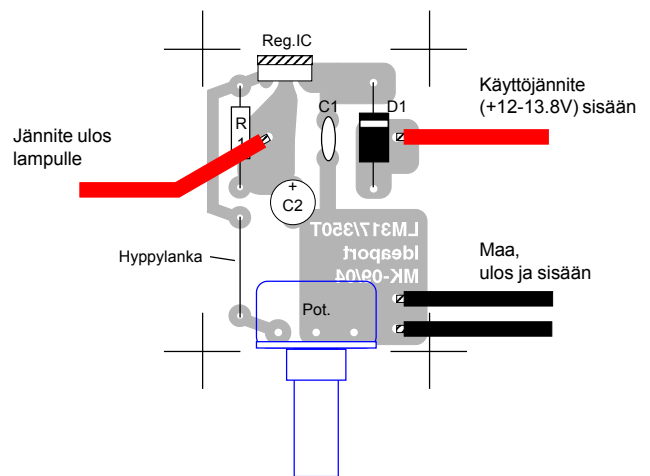 Reg.IC
Käyttöjännite
(+12-13.8V) sisään
C1
D1
R
1
Jännite ulos
lampulle
+
C2
LM317/350T
Ideaport
MK-09/04
Hyppylanka
Maa,
ulos ja sisään
Pot.